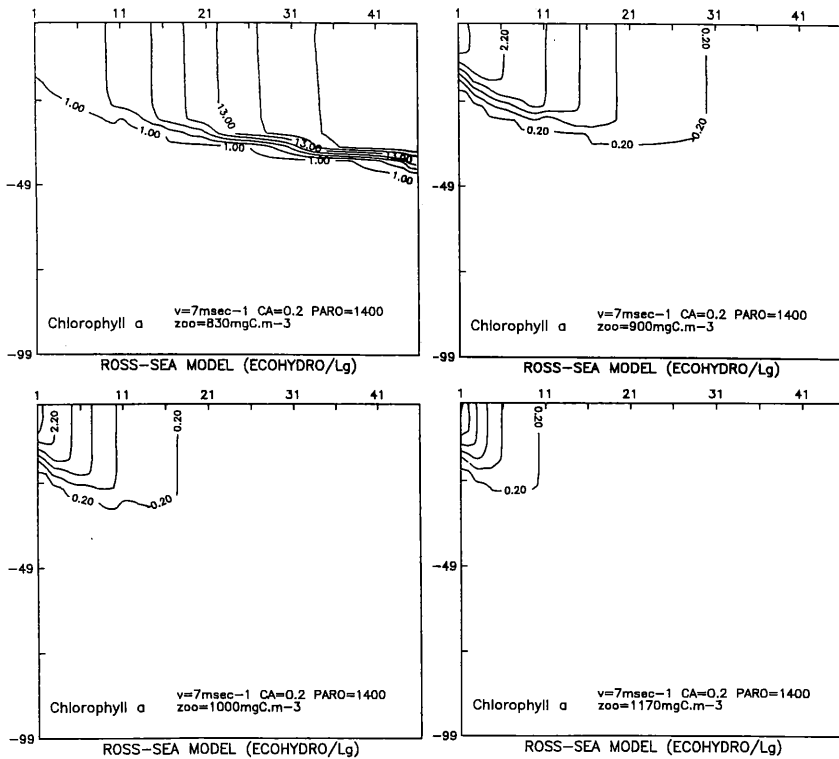 1 11 21 31 41
1.00 1.00 1.00 1.00 13.00 13.00 13.00
-49
Chlorophyll a v=7msec-1 CA=0.2 PARO=1400
zoo=830mgC.m-3
-99
ROSS-SEA MODEL (ECOHYDRO/Lg)
1 11 21 31 41
2.20 0.20 0.20 0.20 0.20
-49
Chlorophyll a v=7msec-1 CA=0.2 PARO=1400
zoo=900mgC.m-3
-99
ROSS-SEA MODEL (ECOHYDRO/Lg)
1 11 21 31 41
2.20 0.20 0.20 0.20
-49
Chlorophyll a v=7msec-1 CA=0.2 PARO=1400
zoo=1000mgC.m-3
-99
ROSS-SEA MODEL (ECOHYDRO/Lg)
1 11 21 31 41
0.20 0.20
-49
Chlorophyll a v=7msec-1 CA=0.2 PARO=1400
zoo=1170mgC.m-3
-99
ROSS-SEA MODEL (ECOHYDRO/Lg)